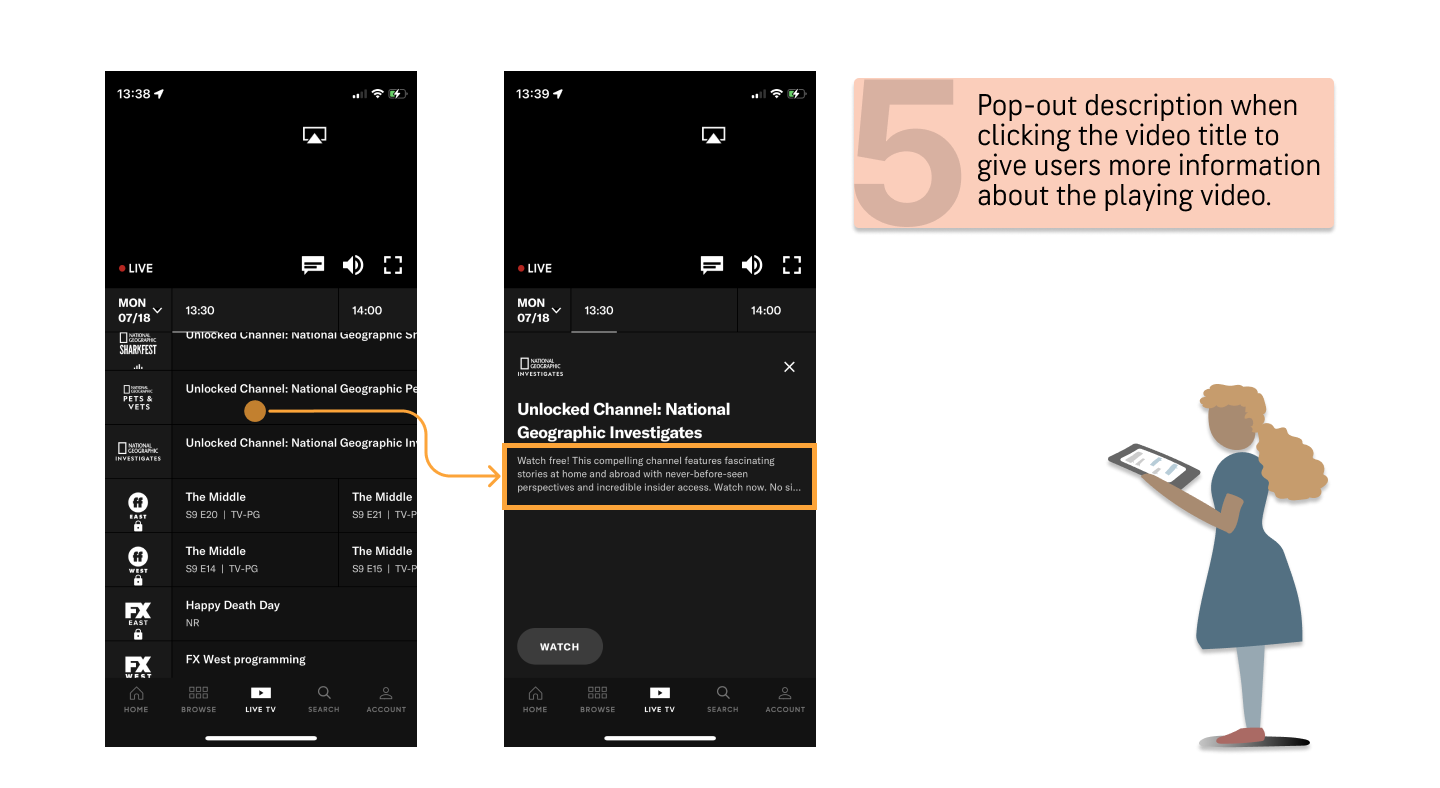 13:38
LIVE
MON
07/18
13:30
14:00
NATIONAL
GEOGRAPHIC
SHARKFEST
Unlocked Channel: National Geographic Sh
NATIONAL
GEOGRAPHIC
PETS &
VETS
Unlocked Channel: National Geographic Pe
NATIONAL
GEOGRAPHIC
INVESTIGATES
Unlocked Channel: National Geographic Inv
ff
EAST
The Middle
S9 E20 | TV-PG
The Middle
S9 E21 | TV-P
ff
WEST
The Middle
S9 E14 | TV-PG
The Middle
S9 E15 | TV-P
FX
EAST
Happy Death Day
NR
FX
WEST
FX West programming
HOME
BROWSE
LIVE TV
SEARCH
ACCOUNT
13:39
LIVE
MON
07/18
13:30
14:00
NATIONAL
GEOGRAPHIC
INVESTIGATES
Unlocked Channel: National
Geographic Investigates
Watch free! This compelling channel features fascinating
stories at home and abroad with never-before-seen
perspectives and incredible insider access. Watch now. No si...
WATCH
HOME
BROWSE
LIVE TV
SEARCH
ACCOUNT
5
Pop-out description when
clicking the video title to
give users more information
about the playing video.